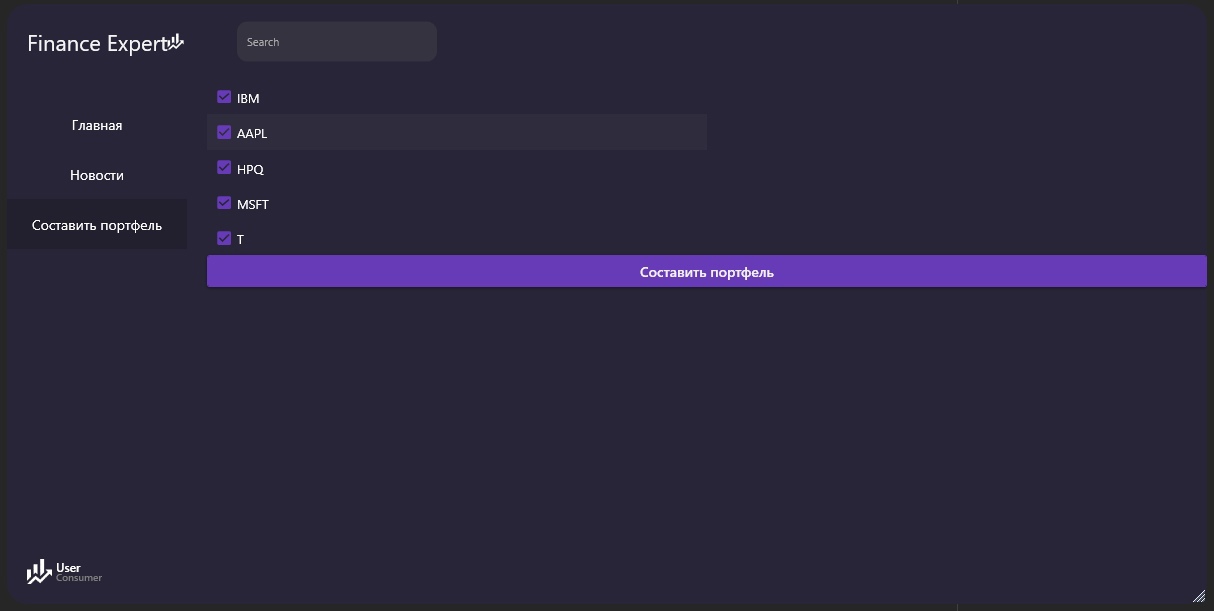 Finance Expert
Search
Главная
Новости
Составить портфель
IBM
AAPL
HPQ
MSFT
T
Составить портфель
User
Consumer